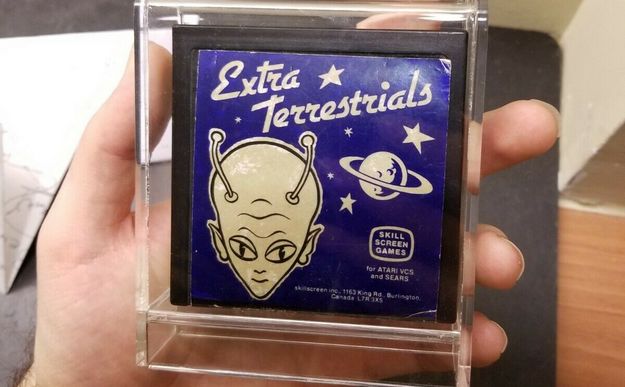 Extra
Terrestrials
SKILL
SCREEN
GAMES
for ATARI VCS
and SEARS
skillscreen inc., 1163 King Rd., Burlington,
Canada L7R 3X5